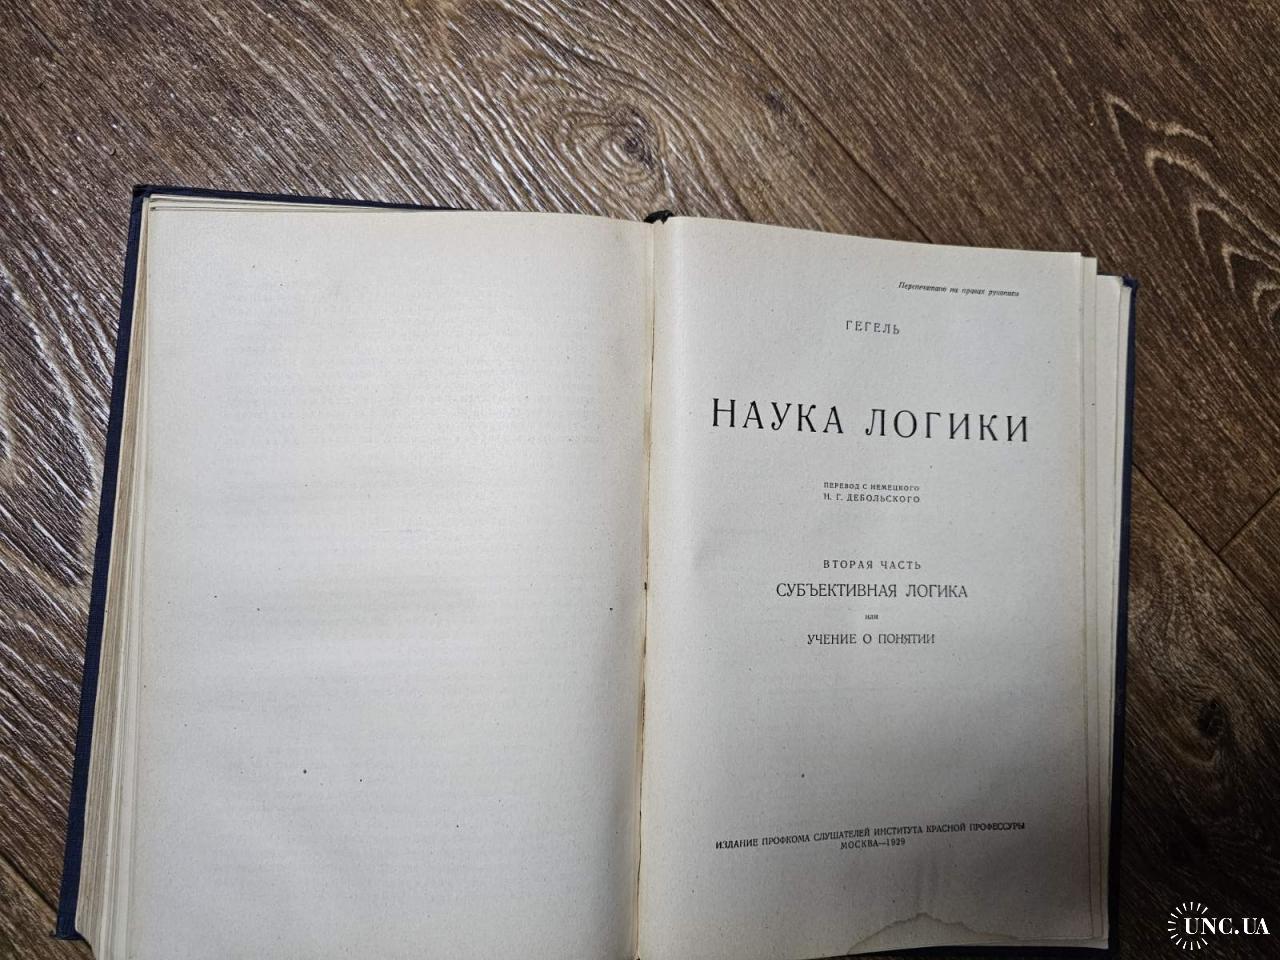 Перепечатано на правах рукописи
ГЕГЕЛЬ
НАУКА ЛОГИКИ
ПЕРЕВОД С НЕМЕЦКОГО
Н. Г. ДЕБОЛЬСКОГО
ВТОРАЯ ЧАСТЬ
СУБЪЕКТИВНАЯ ЛОГИКА
или
УЧЕНИЕ О ПОНЯТИИ
ИЗДАНИЕ ПРОФКОМА СЛУШАТЕЛЕЙ ИНСТИТУТА КРАСНОЙ ПРОФЕССУРЫ
МОСКВА—1929
UNC.UA